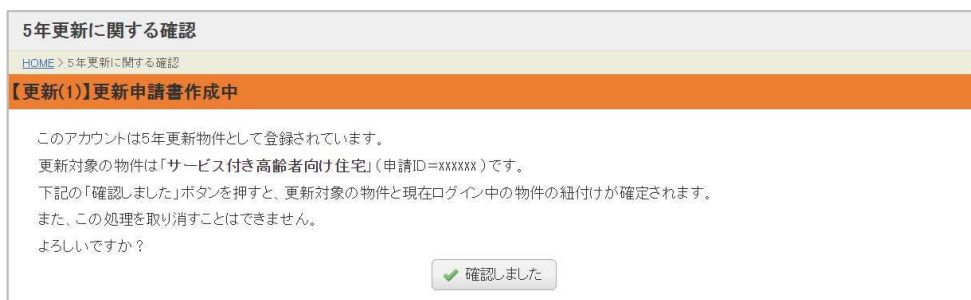 5年更新に関する確認
HOME > 5年更新に関する確認
【更新(1)】更新申請書作成中
このアカウントは5年更新物件として登録されています。
更新対象の物件は「サービス付き高齢者向け住宅」(申請ID=xxxxxx)です。
下記の「確認しました」ボタンを押すと、更新対象の物件と現在ログイン中の物件の紐付けが確定されます。
また、この処理を取り消すことはできません。
よろしいですか？
確認しました